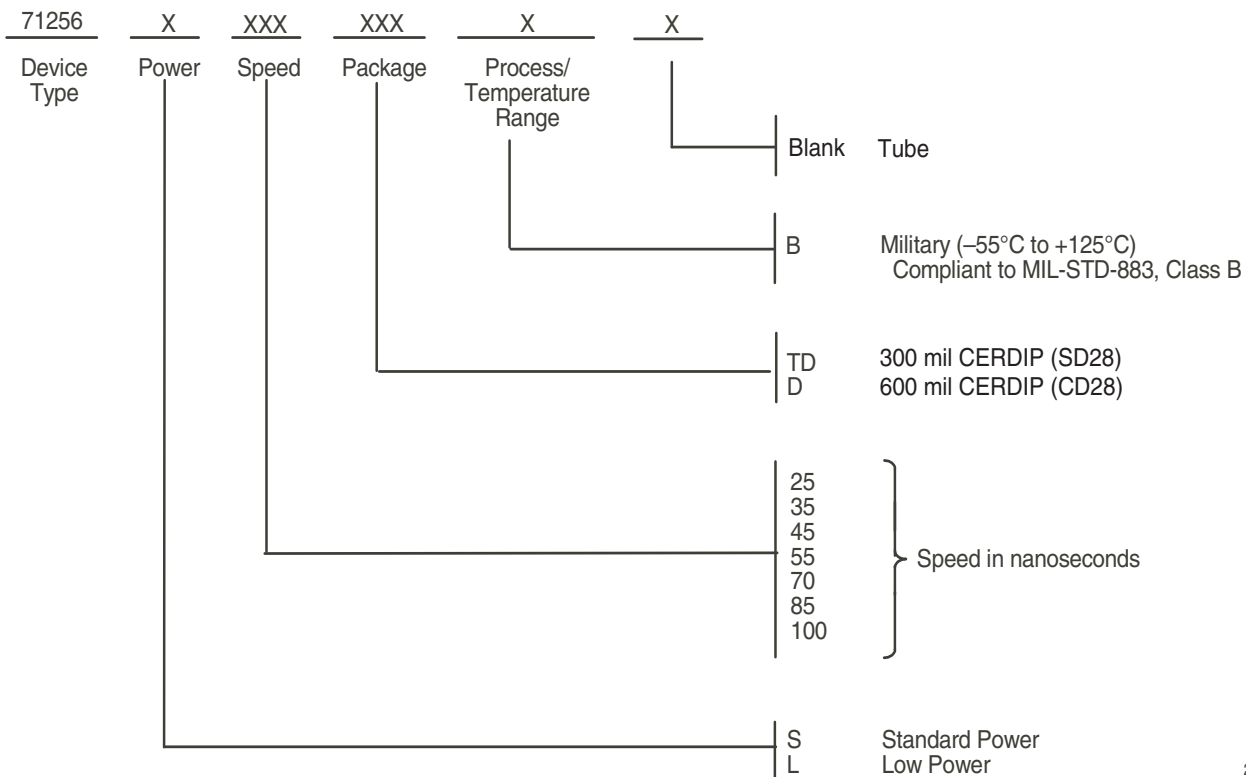 71256 X XXX XXX X X
Device Type Power Speed Package Process/ Temperature Range
Blank Tube
B Military (–55°C to +125°C)
Compliant to MIL-STD-883, Class B
TD 300 mil CERDIP (SD28)
D 600 mil CERDIP (CD28)
25
35
45
55
70
85
100
Speed in nanoseconds
S Standard Power
L Low Power